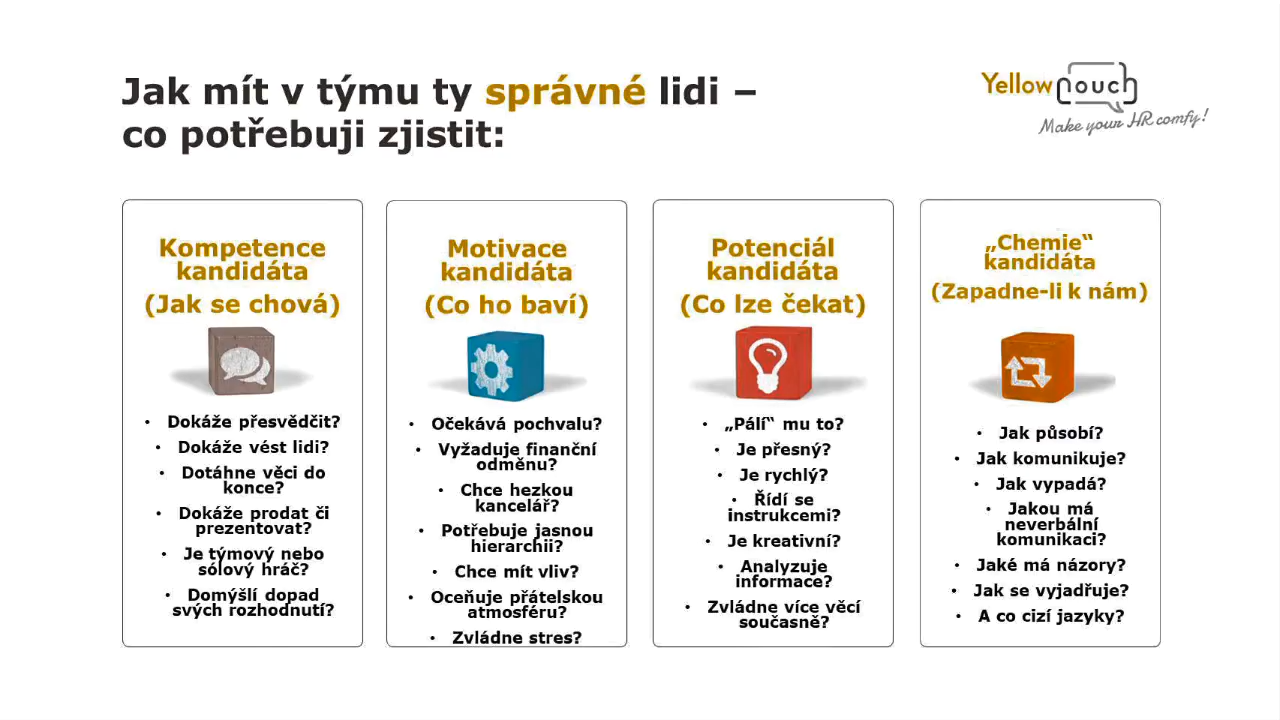 Jak mít v týmu ty správné lidi –
co potřebuji zjistit:
Yellow nouch
Make your HR comfy!
Kompetence
kandidáta
(Jak se chová)
• Dokáže přesvědčit?
• Dokáže vést lidi?
• Dotáhne věci do
konce?
• Dokáže prodat či
prezentovat?
• Je týmový nebo
sólový hráč?
• Domýšlí dopad
svých rozhodnutí?
Motivace
kandidáta
(Co ho baví)
• Očekává pochvalu?
• Vyžaduje finanční
odměnu?
• Chce hezkou
kancelář?
• Potřebuje jasnou
hierarchii?
• Chce mít vliv?
• Oceňuje přátelskou
atmosféru?
• Zvládne stres?
Potenciál
kandidáta
(Co lze čekat)
• „Pálí“ mu to?
• Je přesný?
• Je rychlý?
• Řídí se
instrukcemi?
• Je kreativní?
• Analyzuje
informace?
• Zvládne více věcí
současně?
„Chemie“
kandidáta
(Zapadne-li k nám)
• Jak působí?
• Jak komunikuje?
• Jak vypadá?
• Jakou má
neverbální
komunikaci?
• Jaké má názory?
• Jak se vyjadřuje?
• A co cizí jazyky?